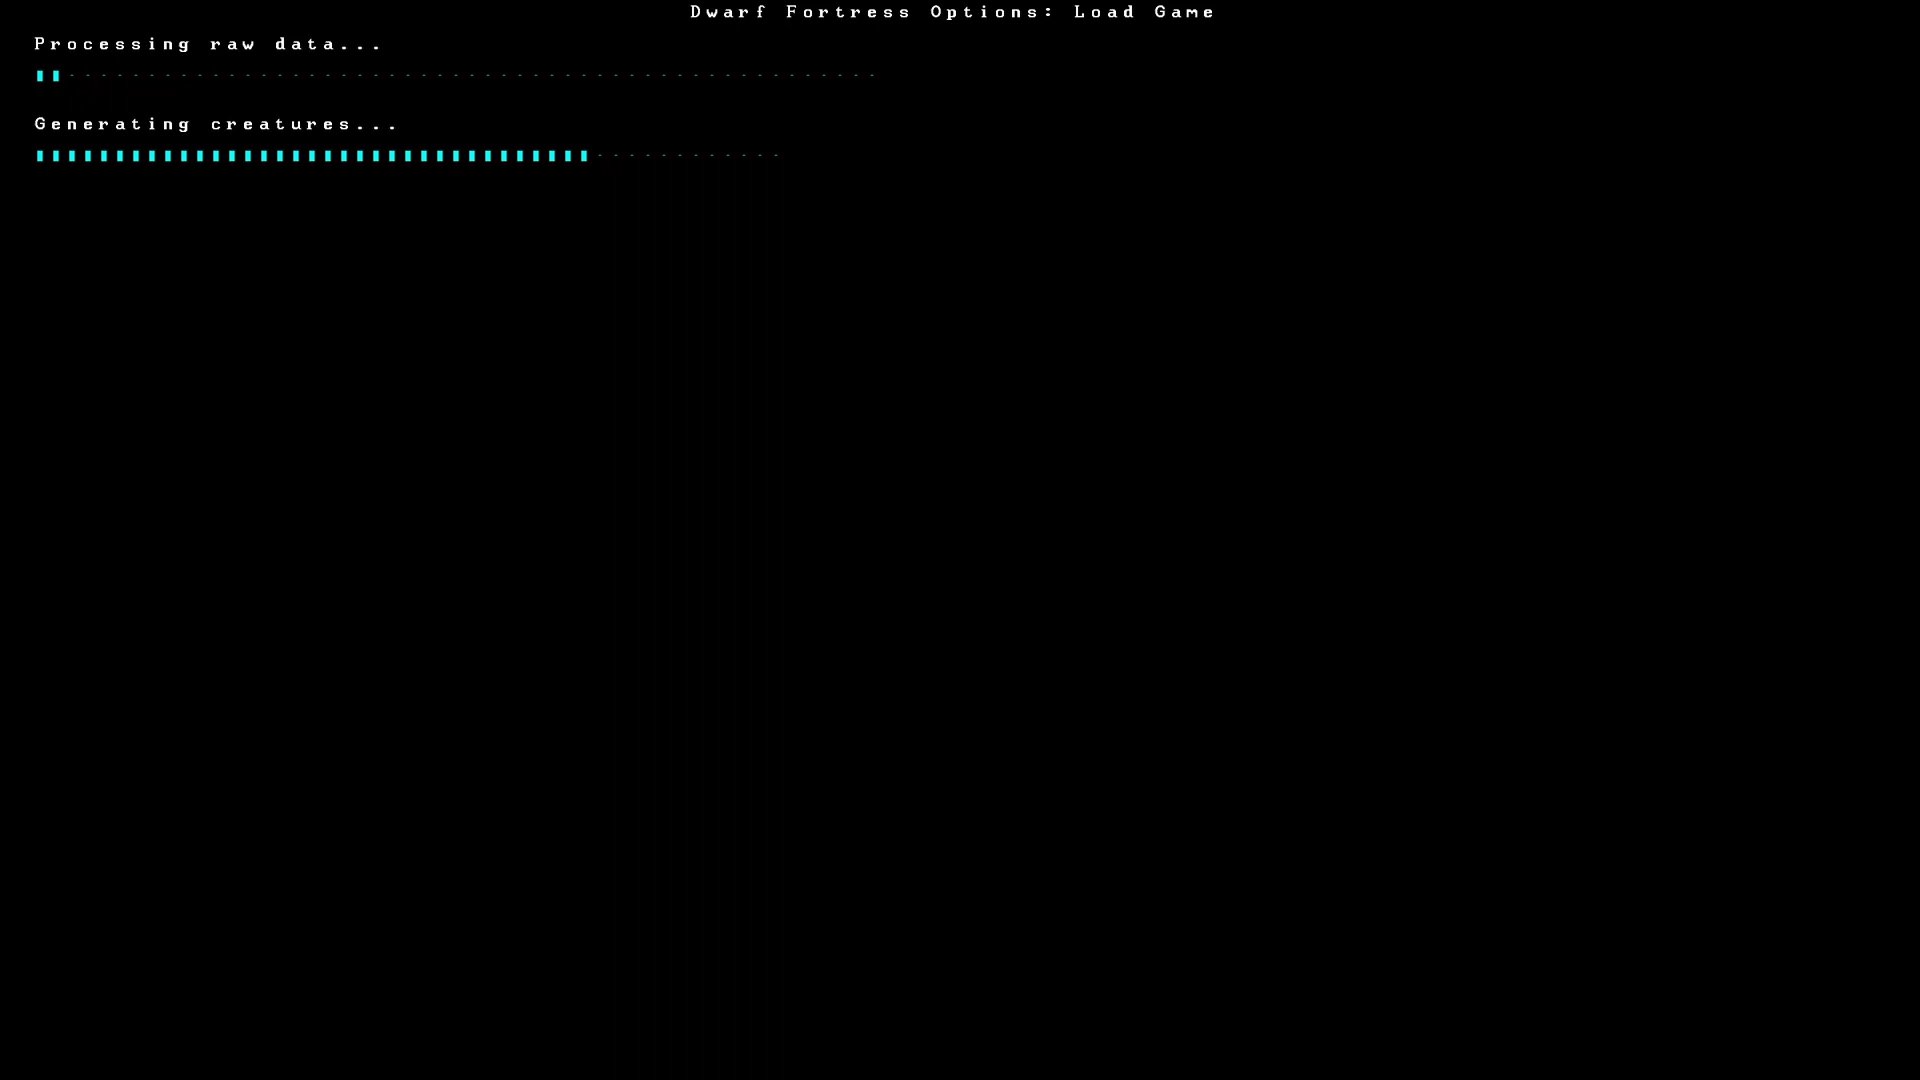 Dwarf Fortress Options: Load Game
Processing raw data...
Generating creatures...